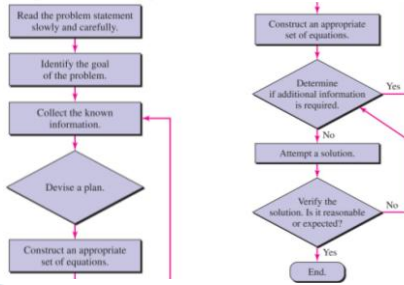 Read the problem statement
slowly and carefully.
Identify the goal
of the problem.
Collect the known
information.
Devise a plan.
Construct an appropriate
set of equations.
Construct an appropriate
set of equations.
Determine
if additional information
is required.
Yes
No
Attempt a solution.
Verify the
solution. Is it reasonable
or expected?
No
Yes
End.